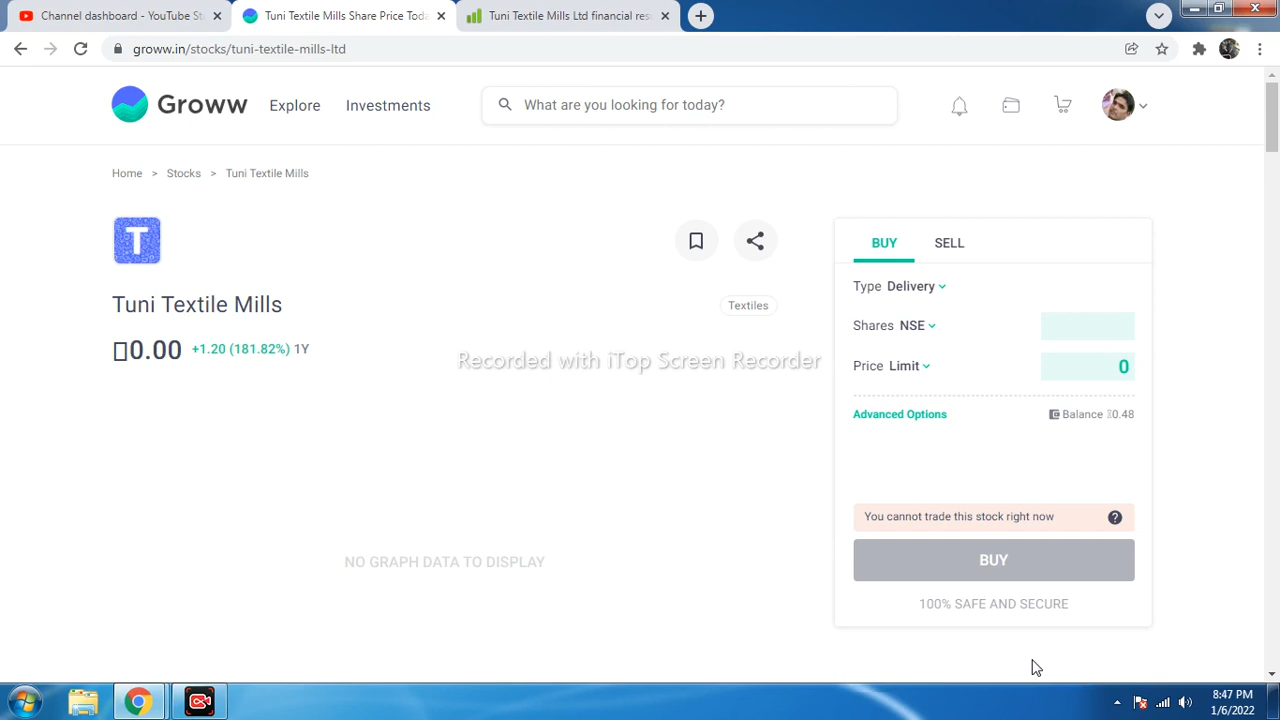 Channel dashboard - YouTube St
Tuni Textile Mills Share Price Toda
Tuni Textile Mills Ltd financial res
groww.in/stocks/tuni-textile-mills-ltd
Groww
Explore
Investments
What are you looking for today?
Home > Stocks > Tuni Textile Mills
T
BUY
SELL
Type Delivery
Tuni Textile Mills
Textiles
Shares NSE
0.00 +1.20 (181.82%) 1Y
Recorded with iTop Screen Recorder
Price Limit
0
Advanced Options
Balance 0.48
You cannot trade this stock right now
?
NO GRAPH DATA TO DISPLAY
BUY
100% SAFE AND SECURE
8:47 PM
1/6/2022